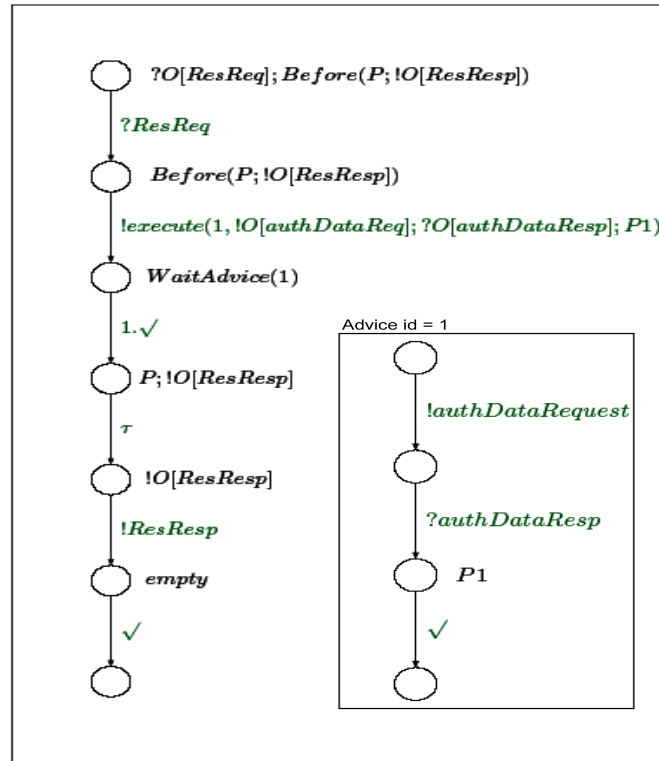 ?O[ResReq]; Before(P; !O[ResResp])
?ResReq
Before(P; !O[ResResp])
!execute(1, !O[authDataReq]; ?O[authDataResp]; P1)
WaitAdvice(1)
1.√
P; !O[ResResp]
τ
!O[ResResp]
!ResResp
empty
√
Advice id = 1
!authDataRequest
?authDataResp
P1
√